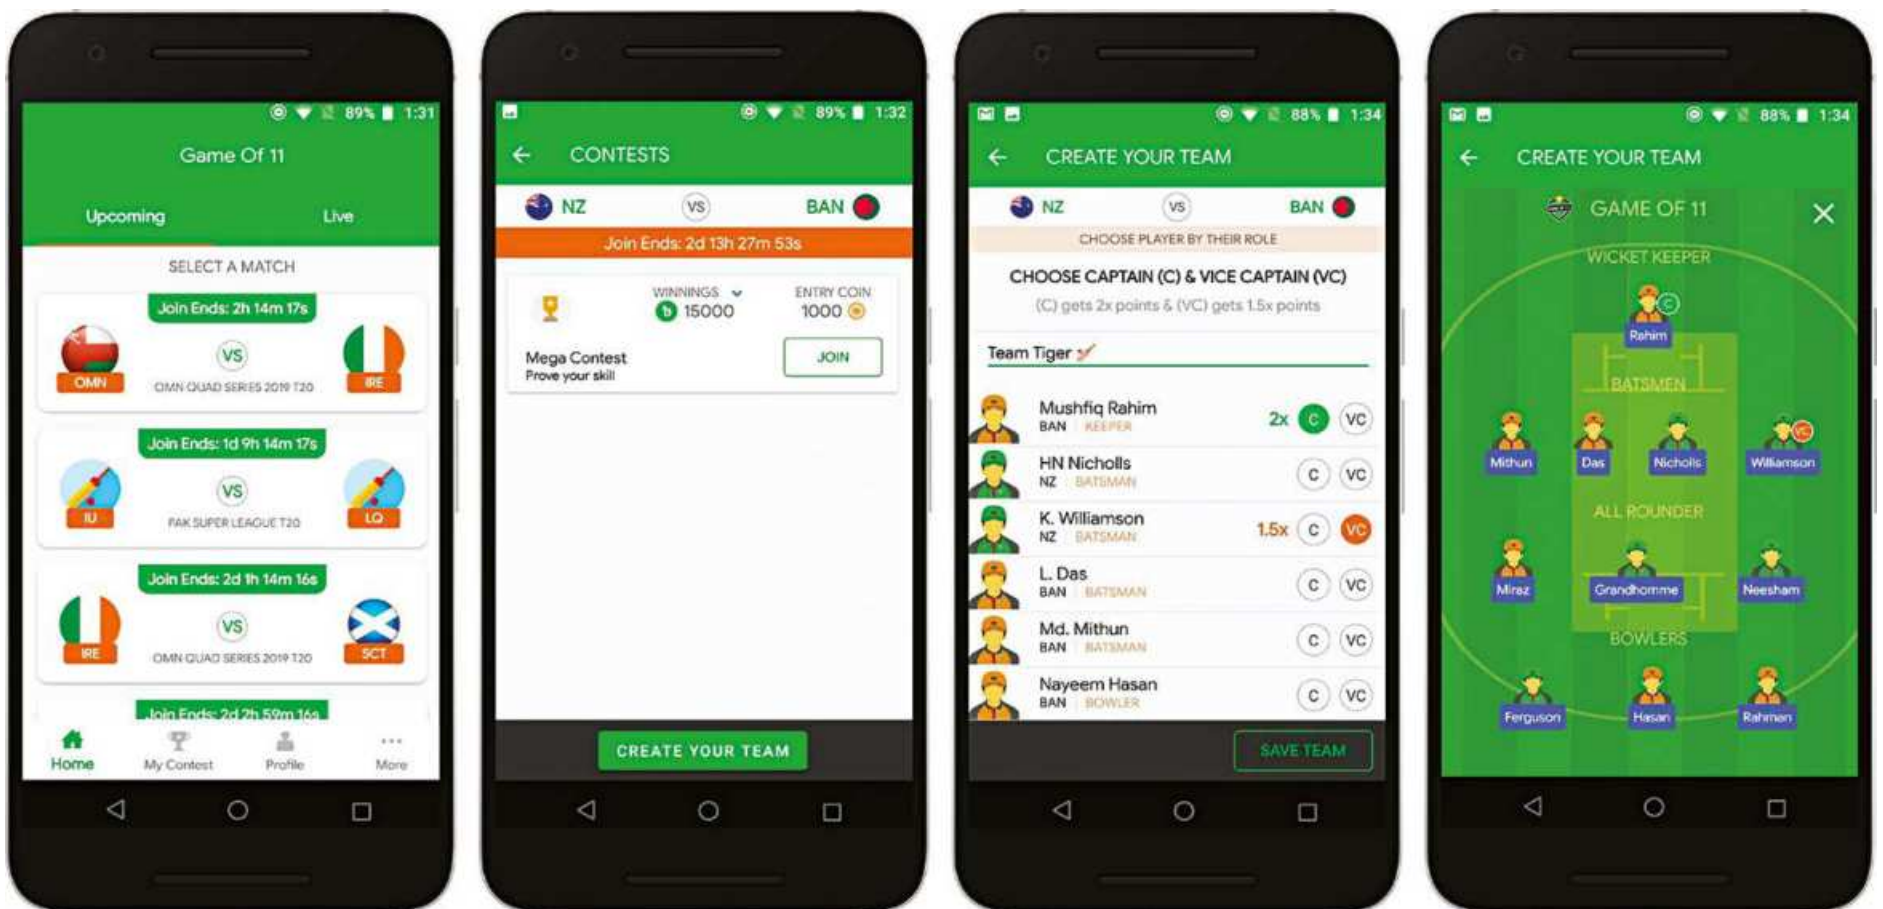 89% 1:31
Game Of 11
Upcoming Live
SELECT A MATCH
Join Ends: 2h 14m 17s
VS
OMN IRE
OMN QUAD SERIES 2019 T20
Join Ends: 1d 9h 14m 17s
VS
IU LQ
PAK SUPER LEAGUE T20
Join Ends: 2d 1h 14m 16s
VS
IRE SCT
OMN QUAD SERIES 2019 T20
Join Ends: 2d 2h 59m 16s
Home My Contest Profile More
89% 1:32
CONTESTS
NZ VS BAN
Join Ends: 2d 13h 27m 53s
WINNINGS ENTRY COIN
b 15000 1000
Mega Contest JOIN
Prove your skill
CREATE YOUR TEAM
88% 1:34
CREATE YOUR TEAM
NZ VS BAN
CHOOSE PLAYER BY THEIR ROLE
CHOOSE CAPTAIN (C) & VICE CAPTAIN (VC)
(C) gets 2x points & (VC) gets 1.5x points
Team Tiger
Mushfiq Rahim 2x C VC
BAN KEEPER
HN Nicholls C VC
NZ BATSMAN
K. Williamson 1.5x C VC
NZ BATSMAN
L. Das C VC
BAN BATSMAN
Md. Mithun C VC
BAN BATSMAN
Nayeem Hasan C VC
BAN BOWLER
SAVE TEAM
88% 1:34
CREATE YOUR TEAM
GAME OF 11
WICKET KEEPER
C
Rahim
BATSMEN
VC
Mithun Das Nicholls Williamson
ALL ROUNDER
Miraz Grandhomme Neesham
BOWLERS
Ferguson Hasan Rahman